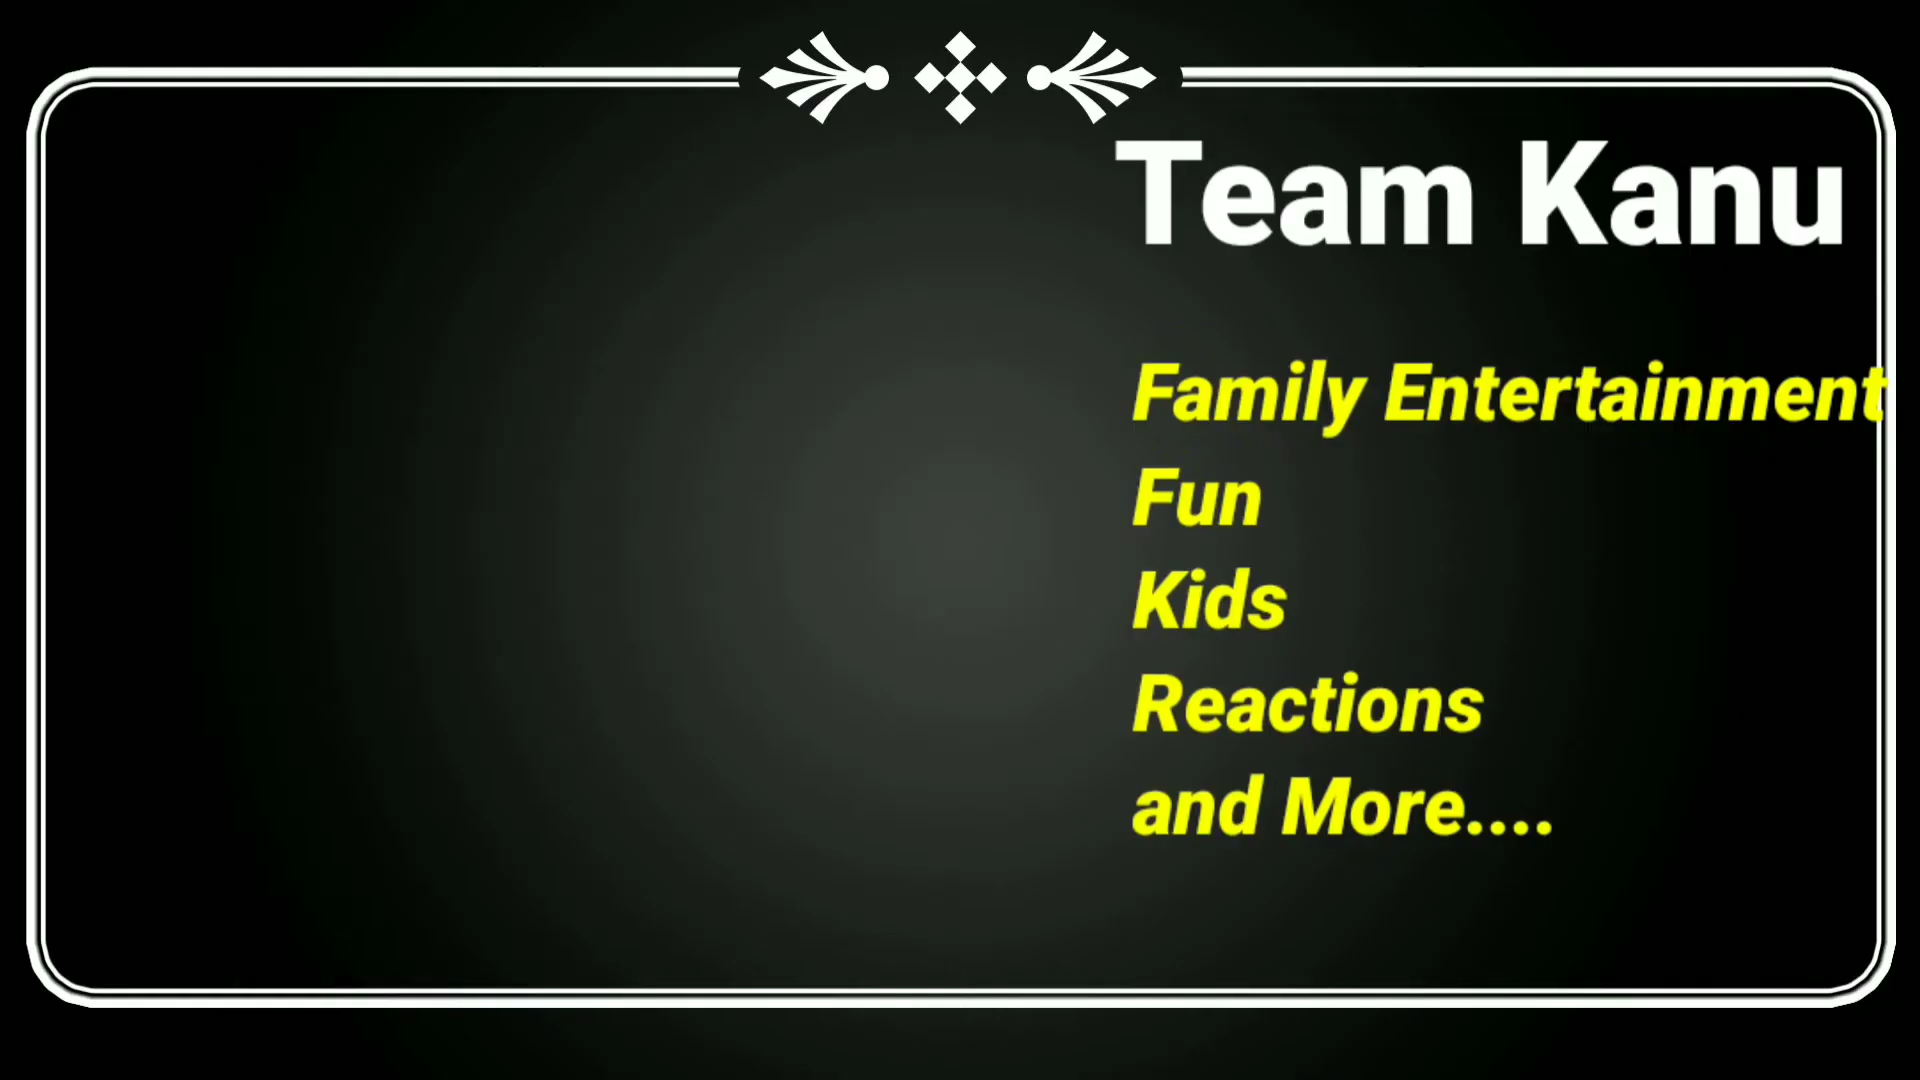 Team Kanu
Family Entertainment
Fun
Kids
Reactions
and More....